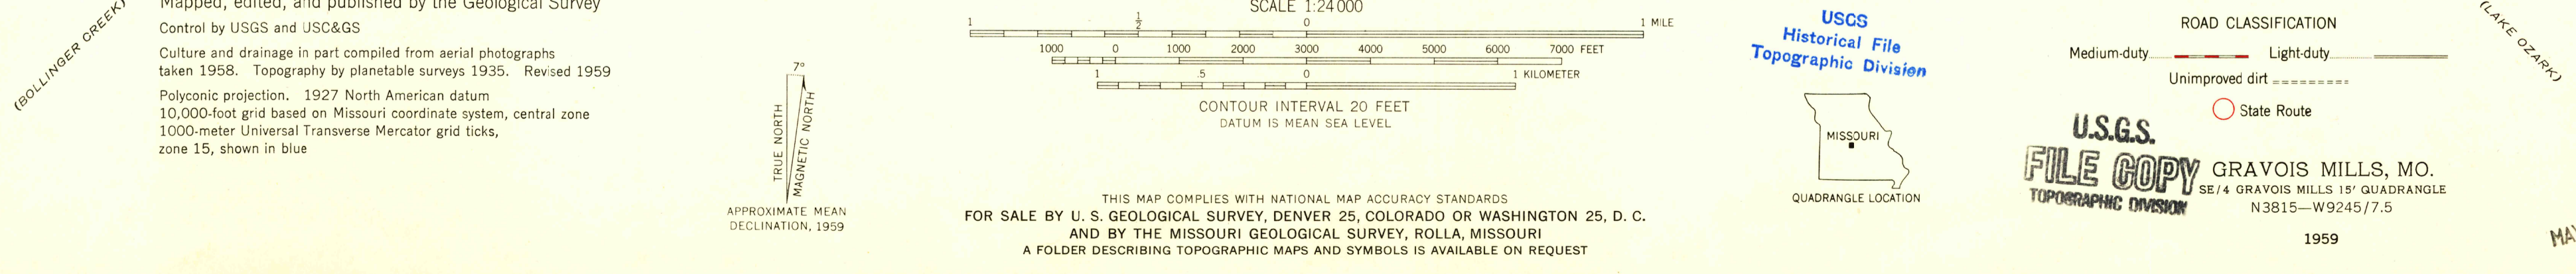 (BOLLINGER CREEK)
Mapped, edited, and published by the Geological Survey
Control by USGS and USC&GS
Culture and drainage in part compiled from aerial photographs
taken 1958. Topography by planetable surveys 1935. Revised 1959
Polyconic projection. 1927 North American datum
10,000-foot grid based on Missouri coordinate system, central zone
1000-meter Universal Transverse Mercator grid ticks,
zone 15, shown in blue
7°
TRUE NORTH
MAGNETIC NORTH
APPROXIMATE MEAN
DECLINATION, 1959
SCALE 1:24000
1 1/2 0 1 MILE
1000 0 1000 2000 3000 4000 5000 6000 7000 FEET
1 .5 0 1 KILOMETER
CONTOUR INTERVAL 20 FEET
DATUM IS MEAN SEA LEVEL
THIS MAP COMPLIES WITH NATIONAL MAP ACCURACY STANDARDS
FOR SALE BY U. S. GEOLOGICAL SURVEY, DENVER 25, COLORADO OR WASHINGTON 25, D. C.
AND BY THE MISSOURI GEOLOGICAL SURVEY, ROLLA, MISSOURI
A FOLDER DESCRIBING TOPOGRAPHIC MAPS AND SYMBOLS IS AVAILABLE ON REQUEST
USGS
Historical File
Topographic Division
MISSOURI
QUADRANGLE LOCATION
ROAD CLASSIFICATION
Medium-duty Light-duty
Unimproved dirt
State Route
U.S.G.S.
FILE COPY
TOPOGRAPHIC DIVISION
GRAVOIS MILLS, MO.
SE/4 GRAVOIS MILLS 15' QUADRANGLE
N3815—W9245/7.5
1959
(LAKE OZARK)